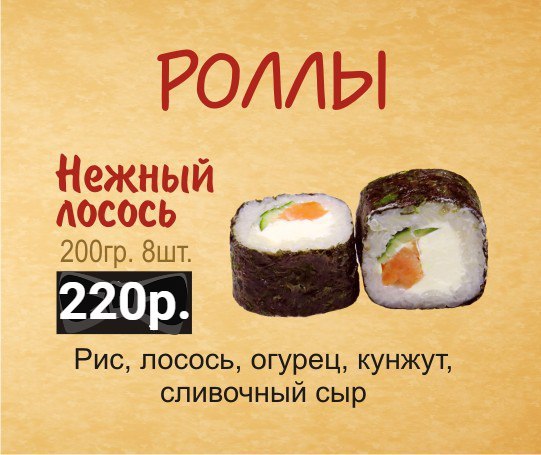 Роллы
Нежный
лосось
200гр. 8шт.
220р.
Рис, лосось, огурец, кунжут,
сливочный сыр